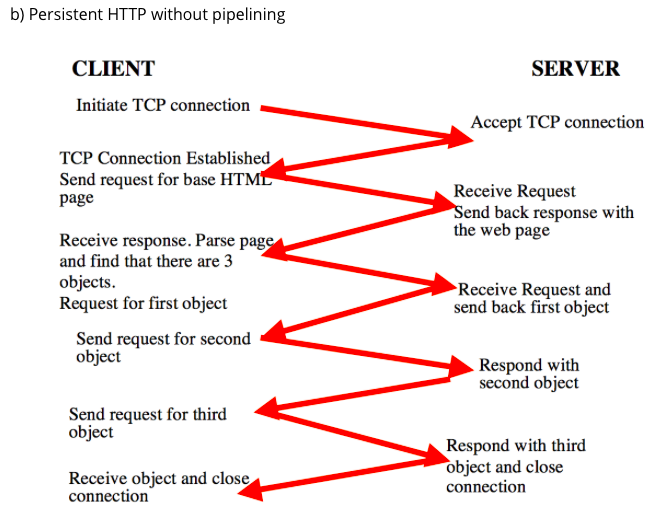 b) Persistent HTTP without pipelining
CLIENT
SERVER
Initiate TCP connection
Accept TCP connection
TCP Connection Established
Send request for base HTML
page
Receive Request
Send back response with
the web page
Receive response. Parse page
and find that there are 3
objects.
Request for first object
Receive Request and
send back first object
Send request for second
object
Respond with
second object
Send request for third
object
Respond with third
object and close
connection
Receive object and close
connection